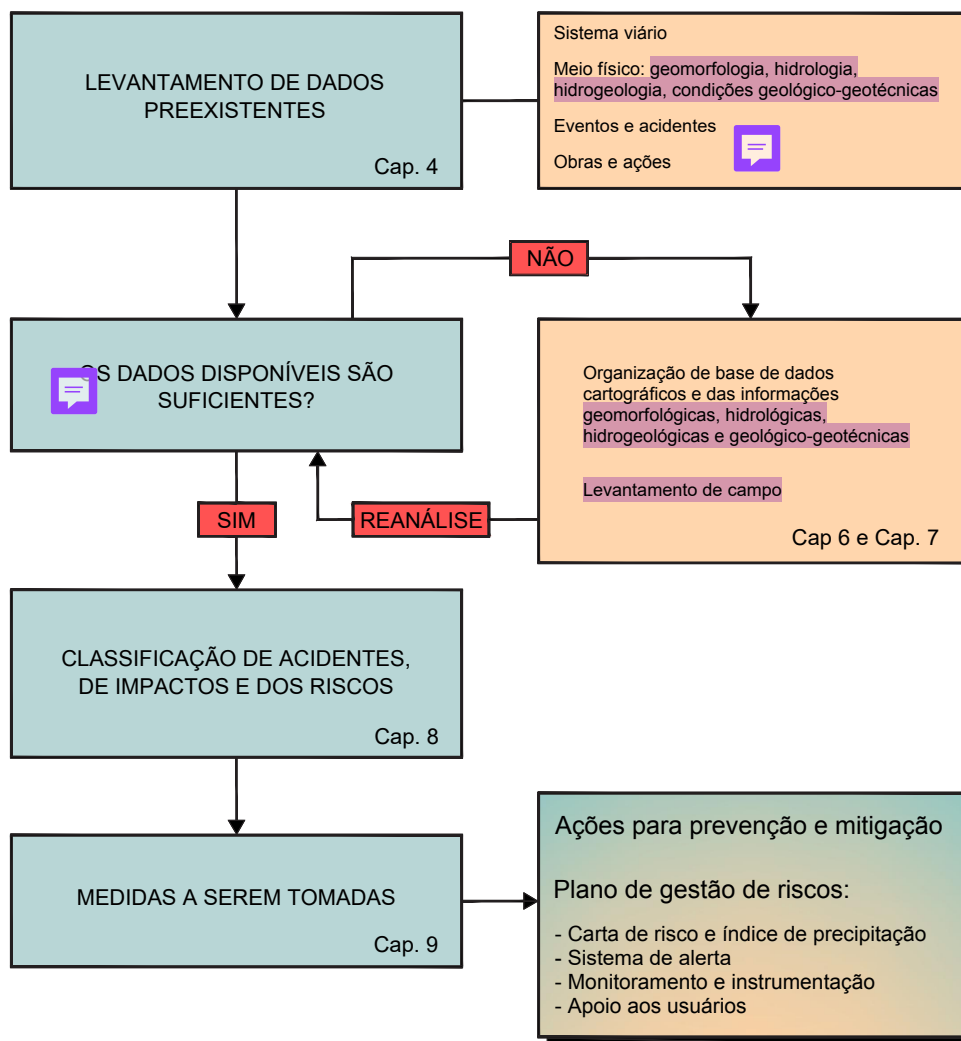 LEVANTAMENTO DE DADOS
PREEXISTENTES
Cap. 4
Sistema viário
Meio físico: geomorfologia, hidrologia,
hidrogeologia, condições geológico-geotécnicas
Eventos e acidentes
Obras e ações
NÃO
OS DADOS DISPONÍVEIS SÃO
SUFICIENTES?
Organização de base de dados
cartográficos e das informações
geomorfológicas, hidrológicas,
hidrogeológicas e geológico-geotécnicas
Levantamento de campo
Cap 6 e Cap. 7
SIM
REANÁLISE
CLASSIFICAÇÃO DE ACIDENTES,
DE IMPACTOS E DOS RISCOS
Cap. 8
MEDIDAS A SEREM TOMADAS
Cap. 9
Ações para prevenção e mitigação
Plano de gestão de riscos:
- Carta de risco e índice de precipitação
- Sistema de alerta
- Monitoramento e instrumentação
- Apoio aos usuários